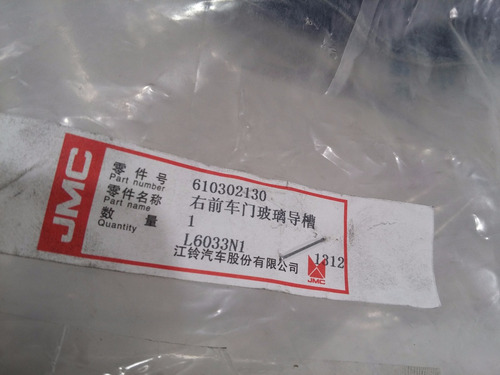 JMC
零件号 610302130
Part number
零件名称 右前车门玻璃导槽
Part name
数量 1
Quantity
L6033N1
江铃汽车股份有限公司 1312
JMC